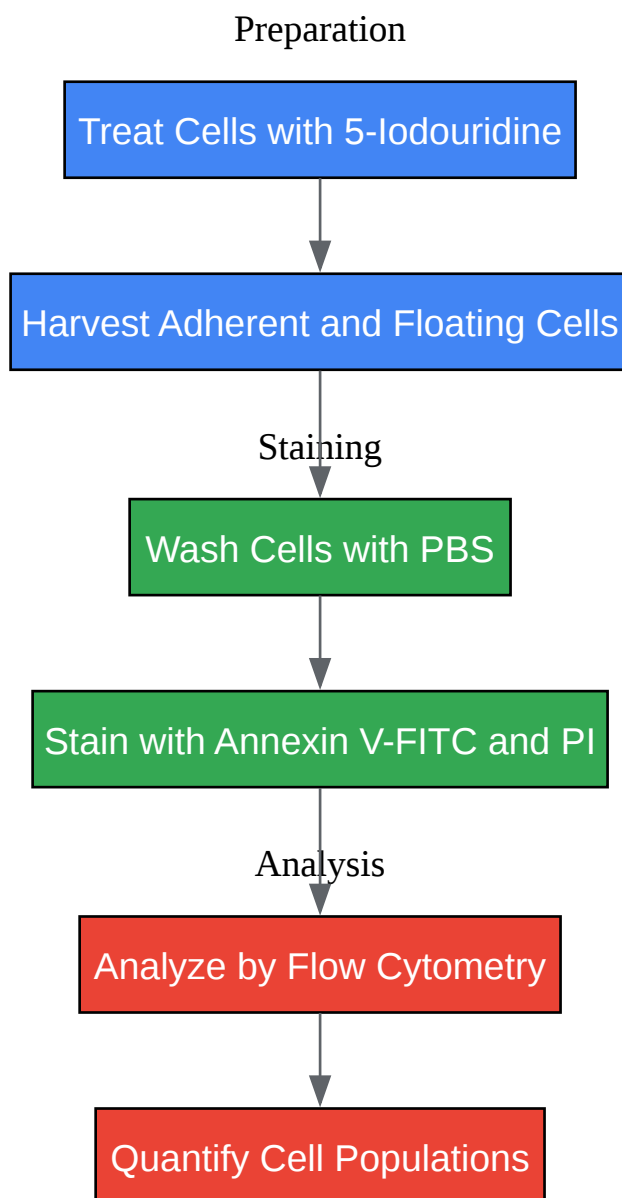 Preparation
Treat Cells with 5-Iodouridine
Harvest Adherent and Floating Cells
Staining
Wash Cells with PBS
Stain with Annexin V-FITC and PI
Analysis
Analyze by Flow Cytometry
Quantify Cell Populations